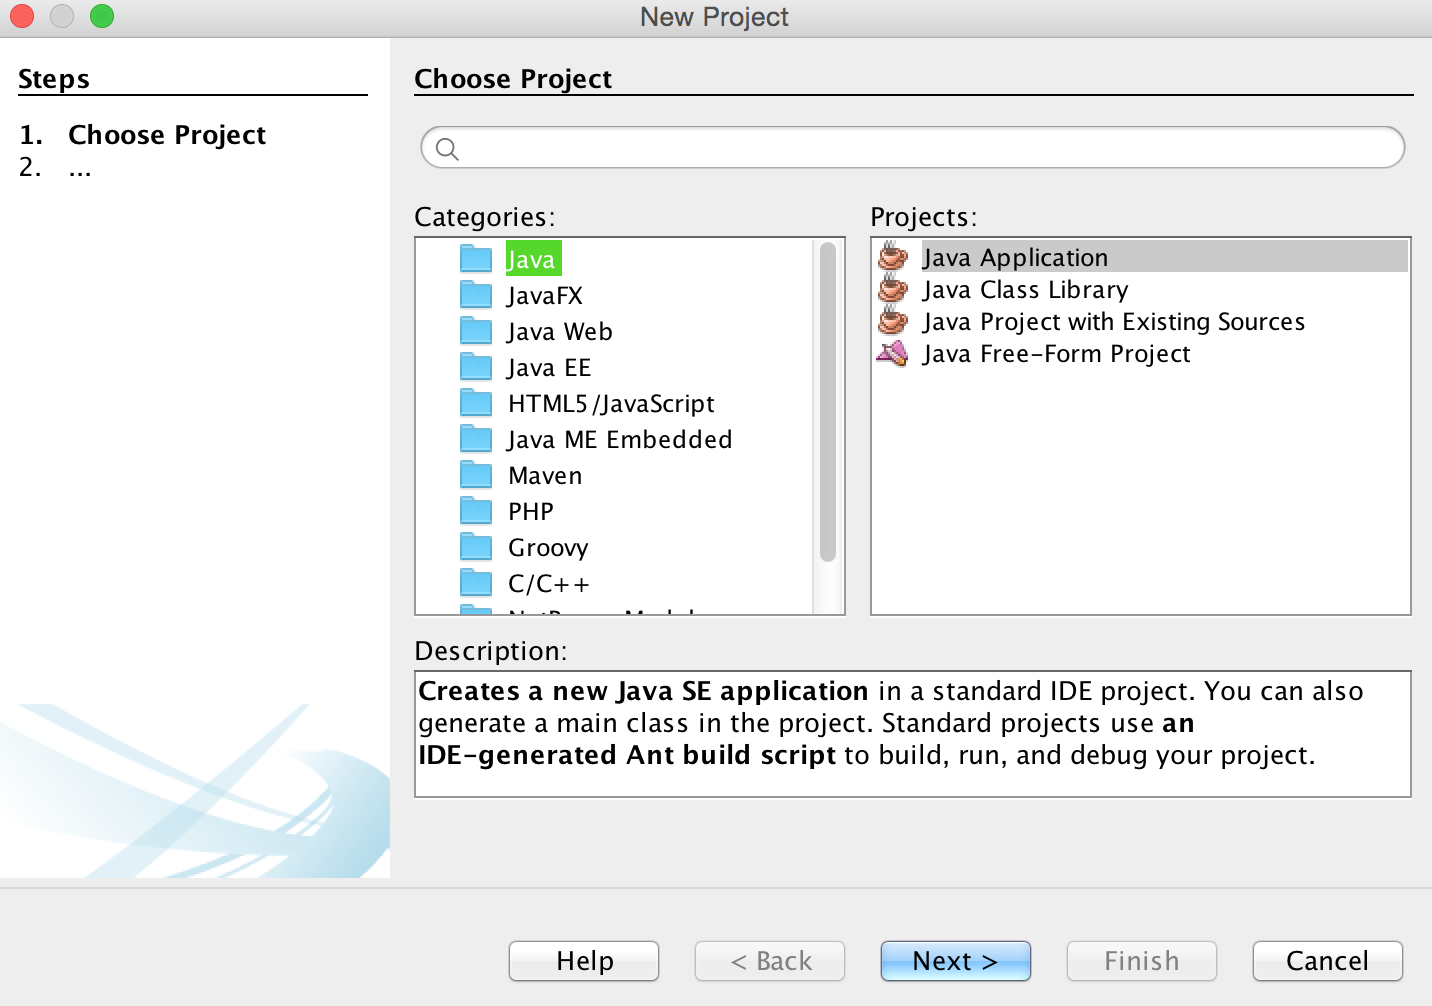 New Project
Steps
1. Choose Project
2. ...
Choose Project
Categories:
Java
JavaFX
Java Web
Java EE
HTML5/JavaScript
Java ME Embedded
Maven
PHP
Groovy
C/C++
Projects:
Java Application
Java Class Library
Java Project with Existing Sources
Java Free-Form Project
Description:
Creates a new Java SE application in a standard IDE project. You can also
generate a main class in the project. Standard projects use an
IDE-generated Ant build script to build, run, and debug your project.
Help
< Back
Next >
Finish
Cancel